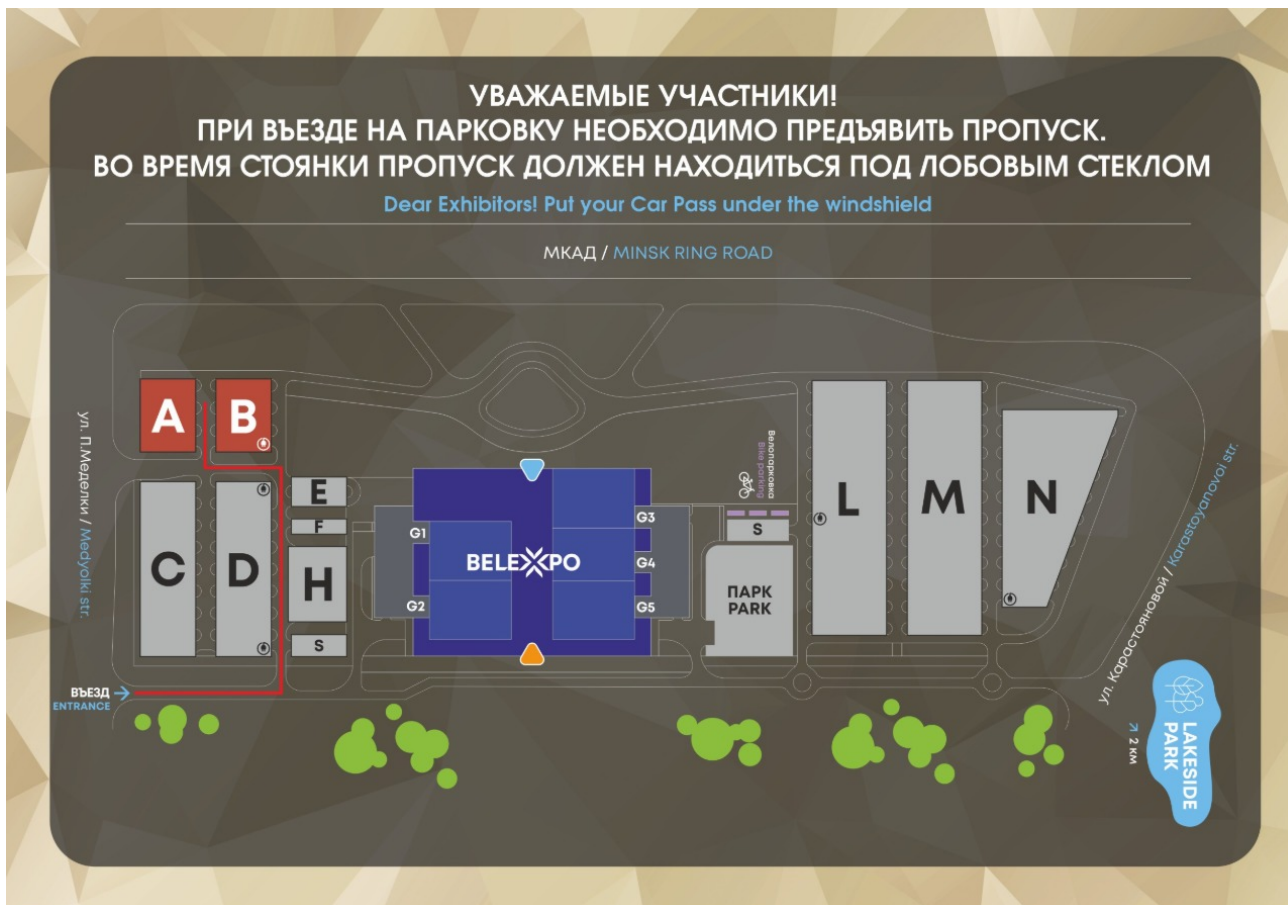 УВАЖАЕМЫЕ УЧАСТНИКИ!
ПРИ ВЪЕЗДЕ НА ПАРКОВКУ НЕОБХОДИМО ПРЕДЪЯВИТЬ ПРОПУСК.
ВО ВРЕМЯ СТОЯНКИ ПРОПУСК ДОЛЖЕН НАХОДИТЬСЯ ПОД ЛОБОВЫМ СТЕКЛОМ
Dear Exhibitors! Put your Car Pass under the windshield
МКАД / MINSK RING ROAD
ул. П.Меделки / Medyolki str.
A
B
C
D
E
F
H
S
G1
G2
BELEXPO
G3
G4
G5
Велопарковка
Bike parking
S
ПАРК
PARK
L
M
N
ул. Карастояновой / Karastoyanovoi str.
ВЪЕЗД
ENTRANCE
LAKESIDE
PARK
2 КМ